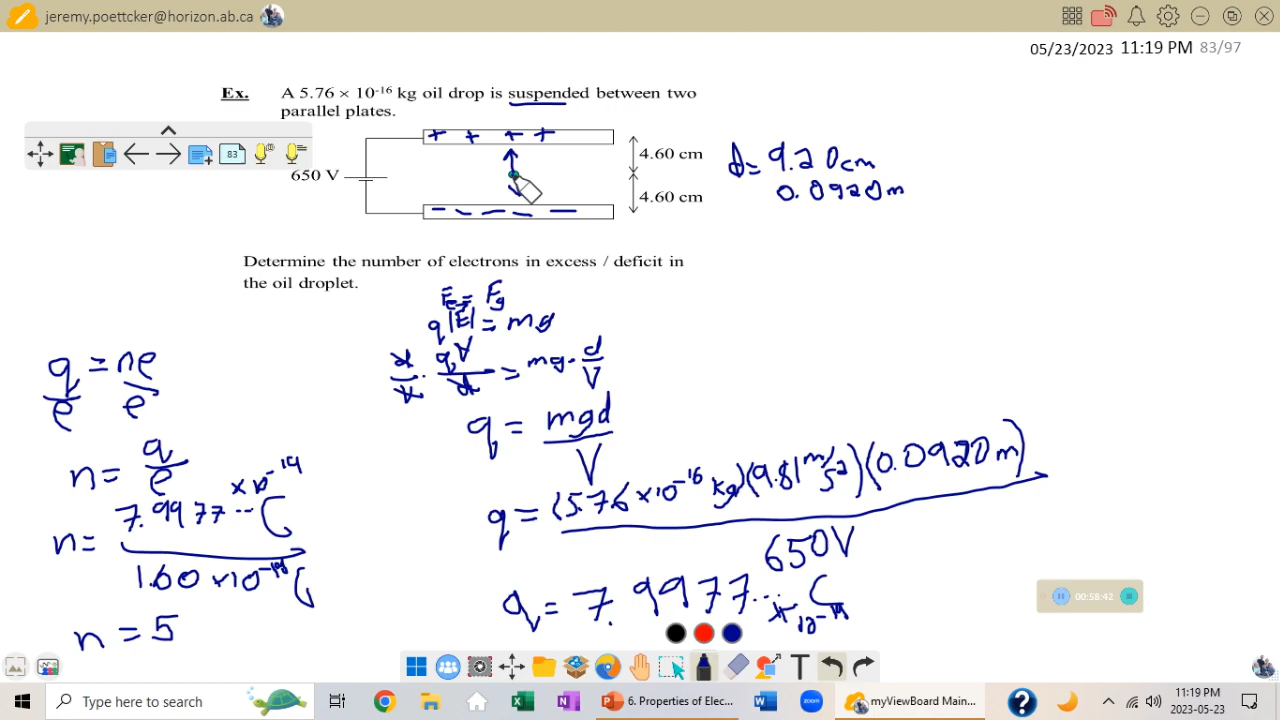 jeremy.poettcker@horizon.ab.ca
05/23/2023 11:19 PM 83/97
Ex. A 5.76 × 10⁻¹⁶ kg oil drop is suspended between two
parallel plates.
83
+ + + +
650 V
4.60 cm
4.60 cm
d = 9.20cm
0.0920m
Determine the number of electrons in excess / deficit in
the oil droplet.
Fe = Fg
q|E| = mg
d/V · qV/d = mg · d/V
q = mgd/V
q = (5.76 ×10⁻¹⁶ kg)(9.81 m/s²)(0.0920m)
650V
q = 7.9977... ×10⁻¹⁹ C
q/e = ne/e
n = q/e
n = 7.9977... ×10⁻¹⁹ C
1.60 ×10⁻¹⁹ C
n = 5
00:58:42
T
Type here to search
6. Properties of Elec...
myViewBoard Main...
11:19 PM
2023-05-23